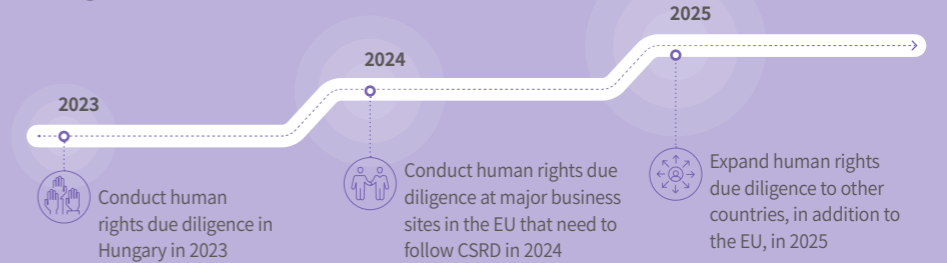 2023
Conduct human
rights due diligence in
Hungary in 2023
2024
Conduct human rights due
diligence at major business
sites in the EU that need to
follow CSRD in 2024
2025
Expand human rights
due diligence to other
countries, in addition to
the EU, in 2025